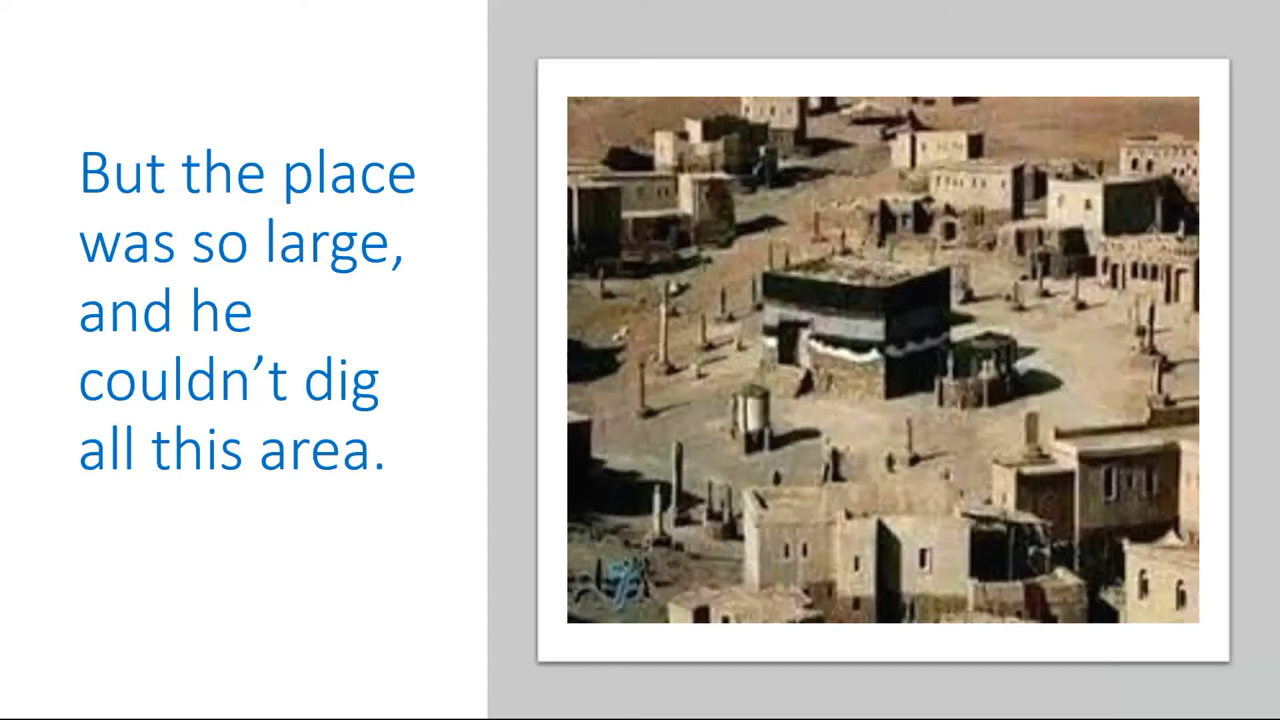 But the place
was so large,
and he
couldn’t dig
all this area.